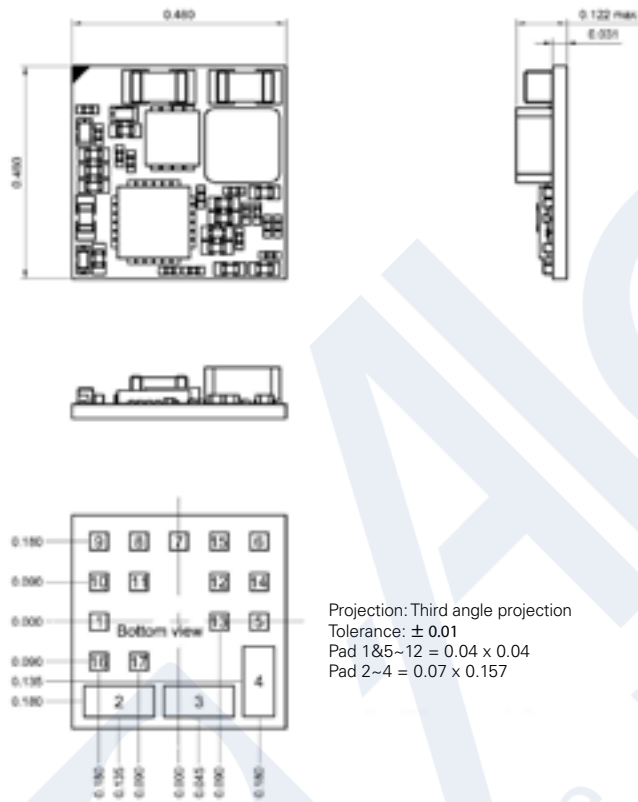 0.480
0.122 max
0.031
0.480
9 8 7 15 6
0.180
10 11 12 14
0.090
1 13 5
0.000
Bottom view
16 17
0.090
4
0.135
2 3
0.180
0.180
0.135
0.090
0.000
0.045
0.090
0.180
Projection: Third angle projection
Tolerance: ± 0.01
Pad 1&5~12 = 0.04 x 0.04
Pad 2~4 = 0.07 x 0.157